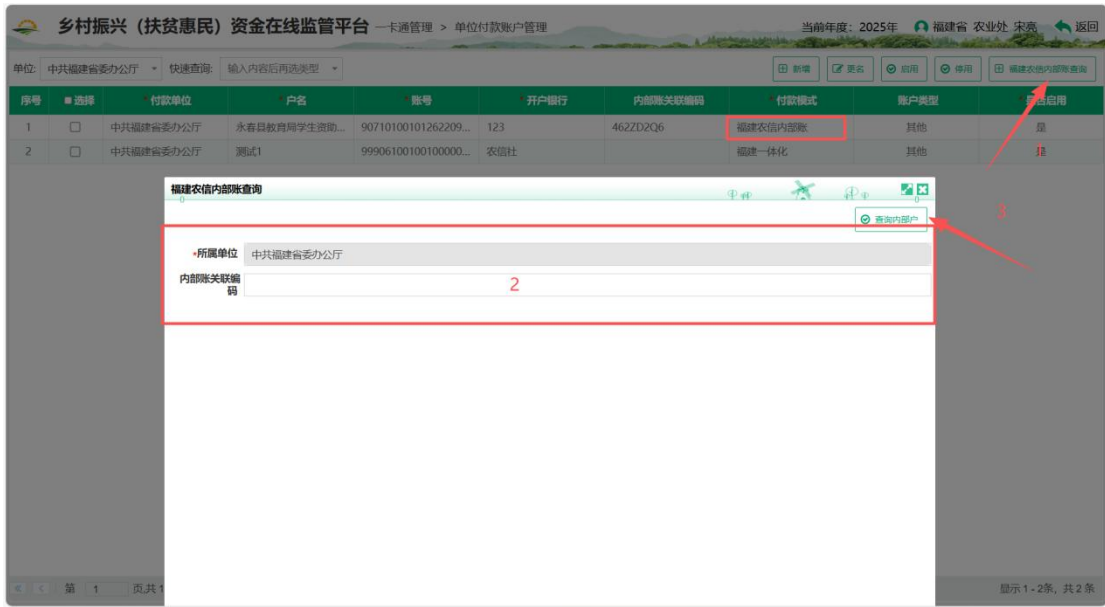 乡村振兴（扶贫惠民）资金在线监管平台 一卡通管理 > 单位付款账户管理 当前年度：2025年 福建省 农业处 宋亮 返回
单位: 中共福建省委办公厅 快速查询: 输入内容后再选类型 新增 更名 启用 停用 福建农信内部账查询
序号 选择 *付款单位 *户名 *账号 *开户银行 内部账关联编码 *付款模式 账户类型 是否启用
1 中共福建省委办公厅 永春县教育局学生资助... 90710100101262209... 123 462ZD2Q6 福建农信内部账 其他 是
2 中共福建省委办公厅 测试1 99906100100100000... 农信社 福建一体化 其他 是
福建农信内部账查询
0 0
查询内部户
3
*所属单位 中共福建省委办公厅
内部账关联编
码
2
第 1 页,共 1
显示 1 - 2条, 共 2 条